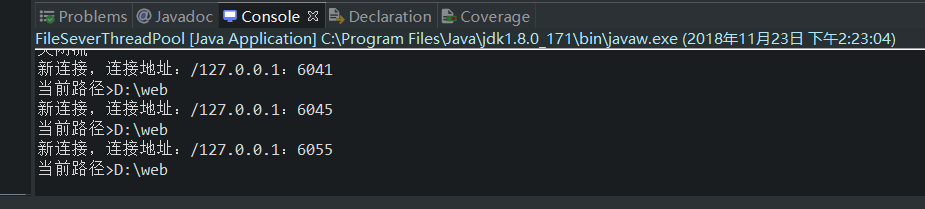 Problems @ Javadoc Console Declaration Coverage
FileSeverThreadPool [Java Application] C:\Program Files\Java\jdk1.8.0_171\bin\javaw.exe (2018年11月23日 下午2:23:04)
新连接，连接地址：/127.0.0.1：6041
当前路径>D:\web
新连接，连接地址：/127.0.0.1：6045
当前路径>D:\web
新连接，连接地址：/127.0.0.1：6055
当前路径>D:\web